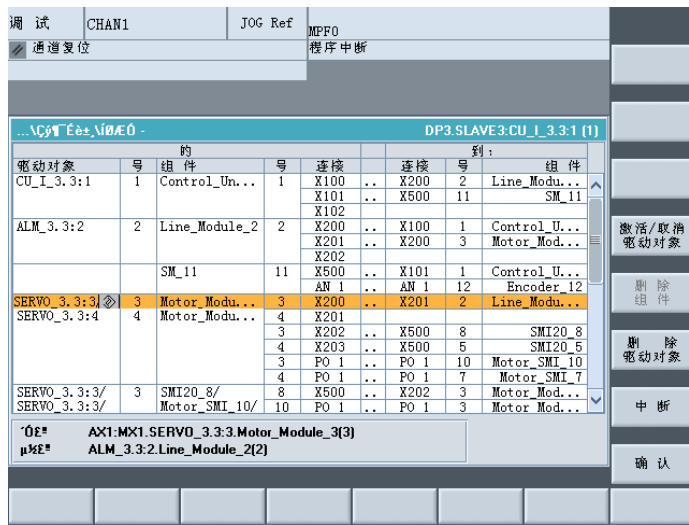 调 试 CHAN1 JOG Ref MPF0
通道复位 程序中断
...\Çý¶¯Éè±¸\ÍØÆË - DP3.SLAVE3:CU_I_3.3:1 (1)
的 到:
驱动对象 号 组 件 号 连接 连接 号 组 件
CU_I_3.3:1 1 Control_Un... 1 X100 .. X200 2 Line_Modu...
X101 .. X500 11 SM_11
X102
ALM_3.3:2 2 Line_Module_2 2 X200 .. X100 1 Control_U...
X201 .. X200 3 Motor_Mod...
X202
SM_11 11 X500 .. X101 1 Control_U...
AN 1 .. AN 1 12 Encoder_12
SERVO_3.3:3/ 3 Motor_Modu... 3 X200 .. X201 2 Line_Modu...
SERVO_3.3:4 4 Motor_Modu... 4 X201
3 X202 .. X500 8 SMI20_8
4 X203 .. X500 5 SMI20_5
3 PO 1 .. PO 1 10 Motor_SMI_10
4 PO 1 .. PO 1 7 Motor_SMI_7
SERVO_3.3:3/ 3 SMI20_8/ 8 X500 .. X202 3 Motor_Mod...
SERVO_3.3:3/ Motor_SMI_10/ 10 PO 1 .. PO 1 3 Motor_Mod...
´Ó£º AX1:MX1.SERVO_3.3:3.Motor_Module_3(3)
µ½£º ALM_3.3:2.Line_Module_2(2)
激活/取消
驱动对象
删 除
组 件
删 除
驱动对象
中 断
确 认